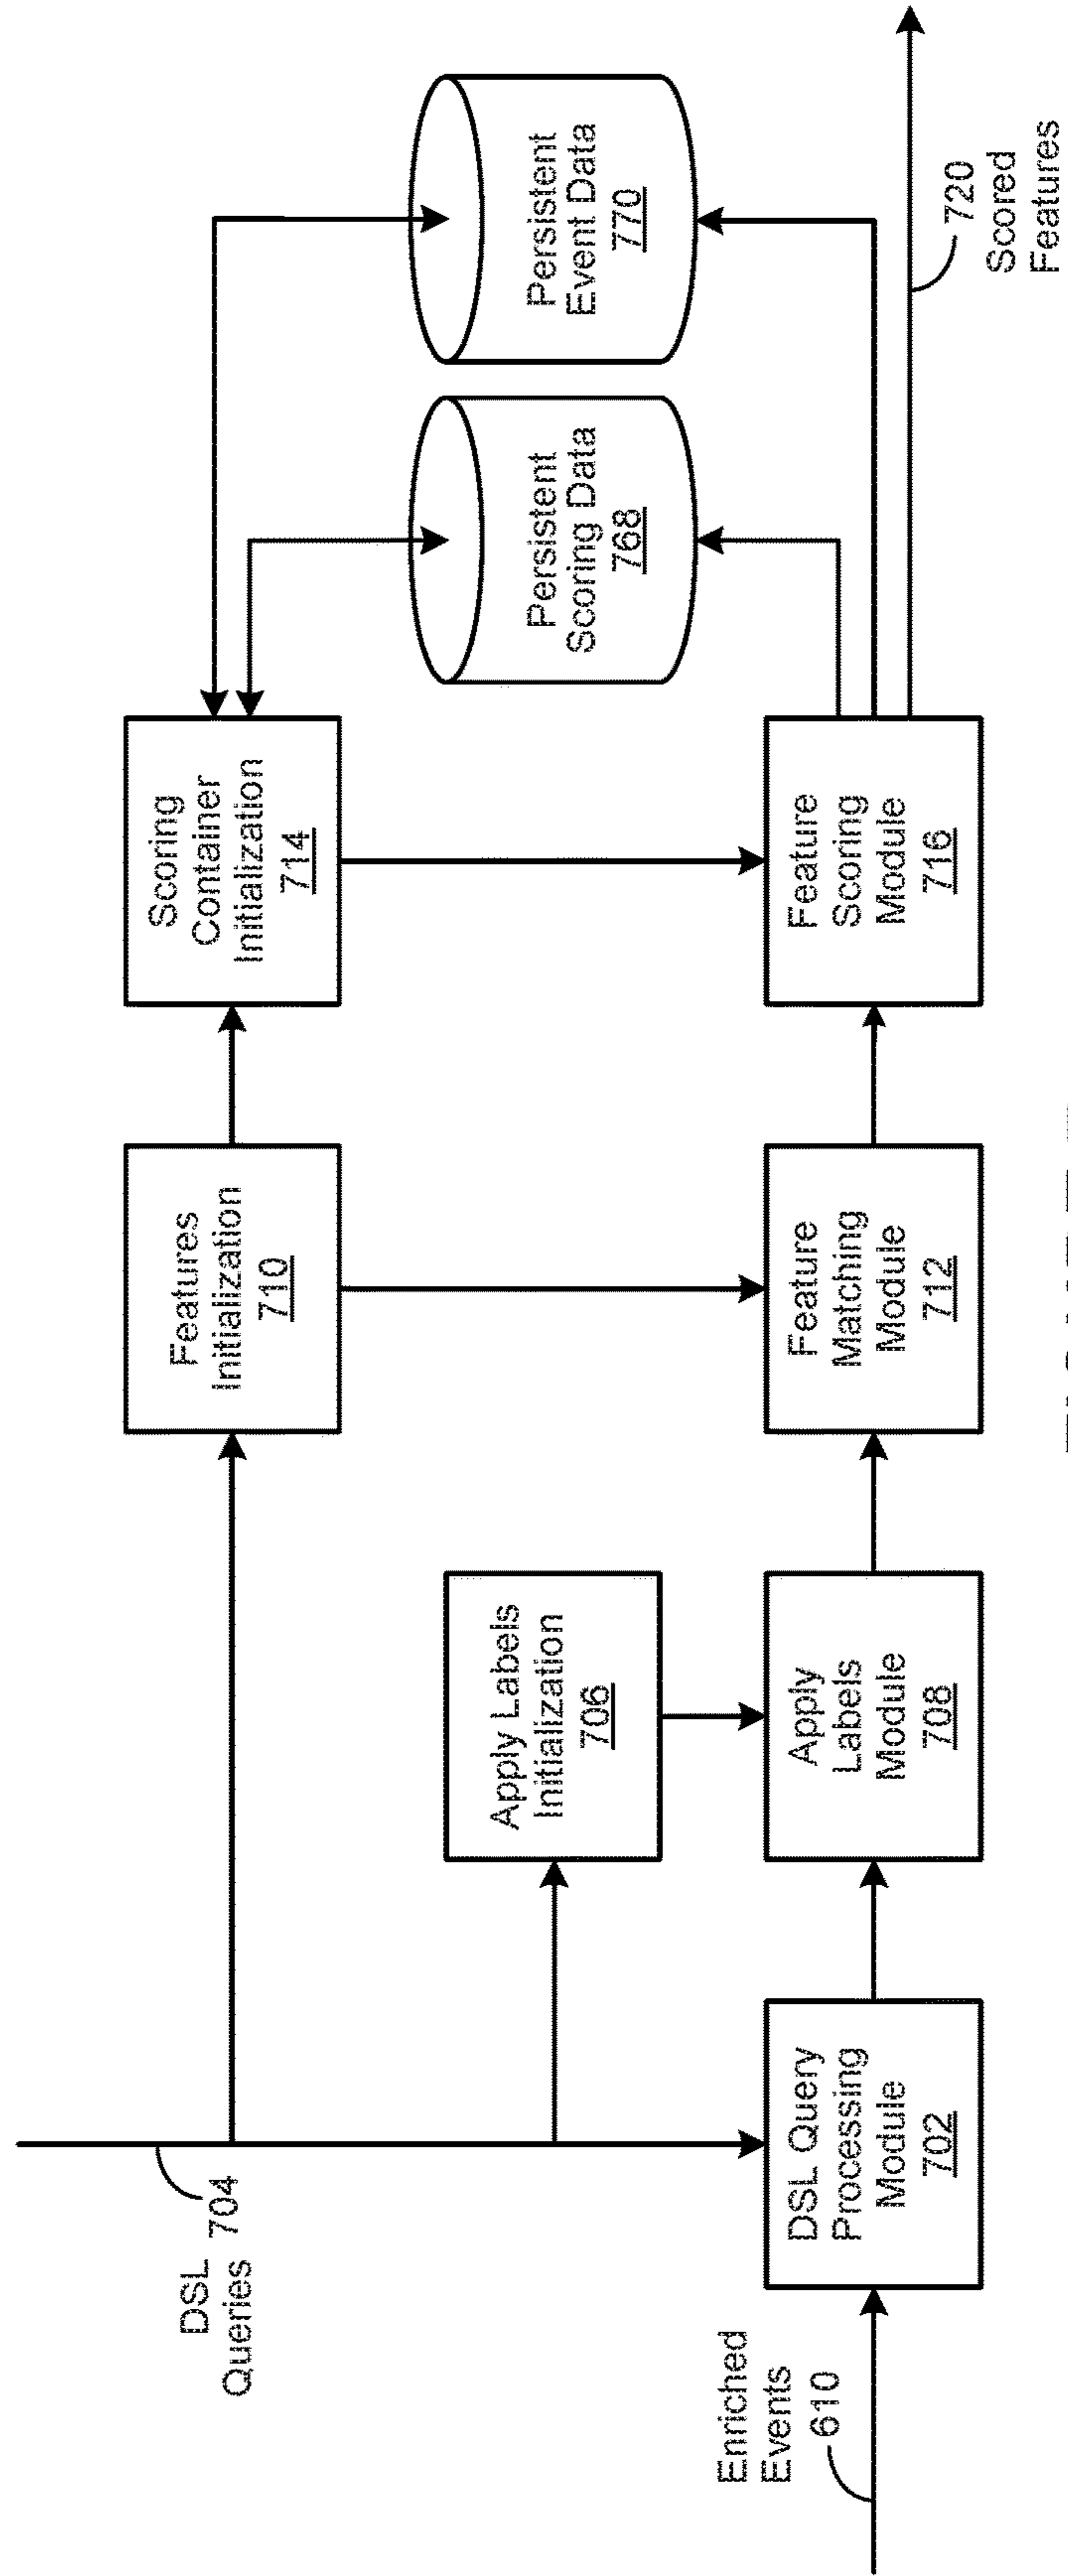 DSL
Queries 704
Enriched
Events 610
DSL Query
Processing
Module
702
Apply Labels
Initialization
706
Apply
Labels
Module
708
Features
Initialization
710
Feature
Matching
Module
712
Scoring
Container
Initialization
714
Feature
Scoring
Module
716
Persistent
Scoring Data
768
Persistent
Event Data
770
720
Scored
Features